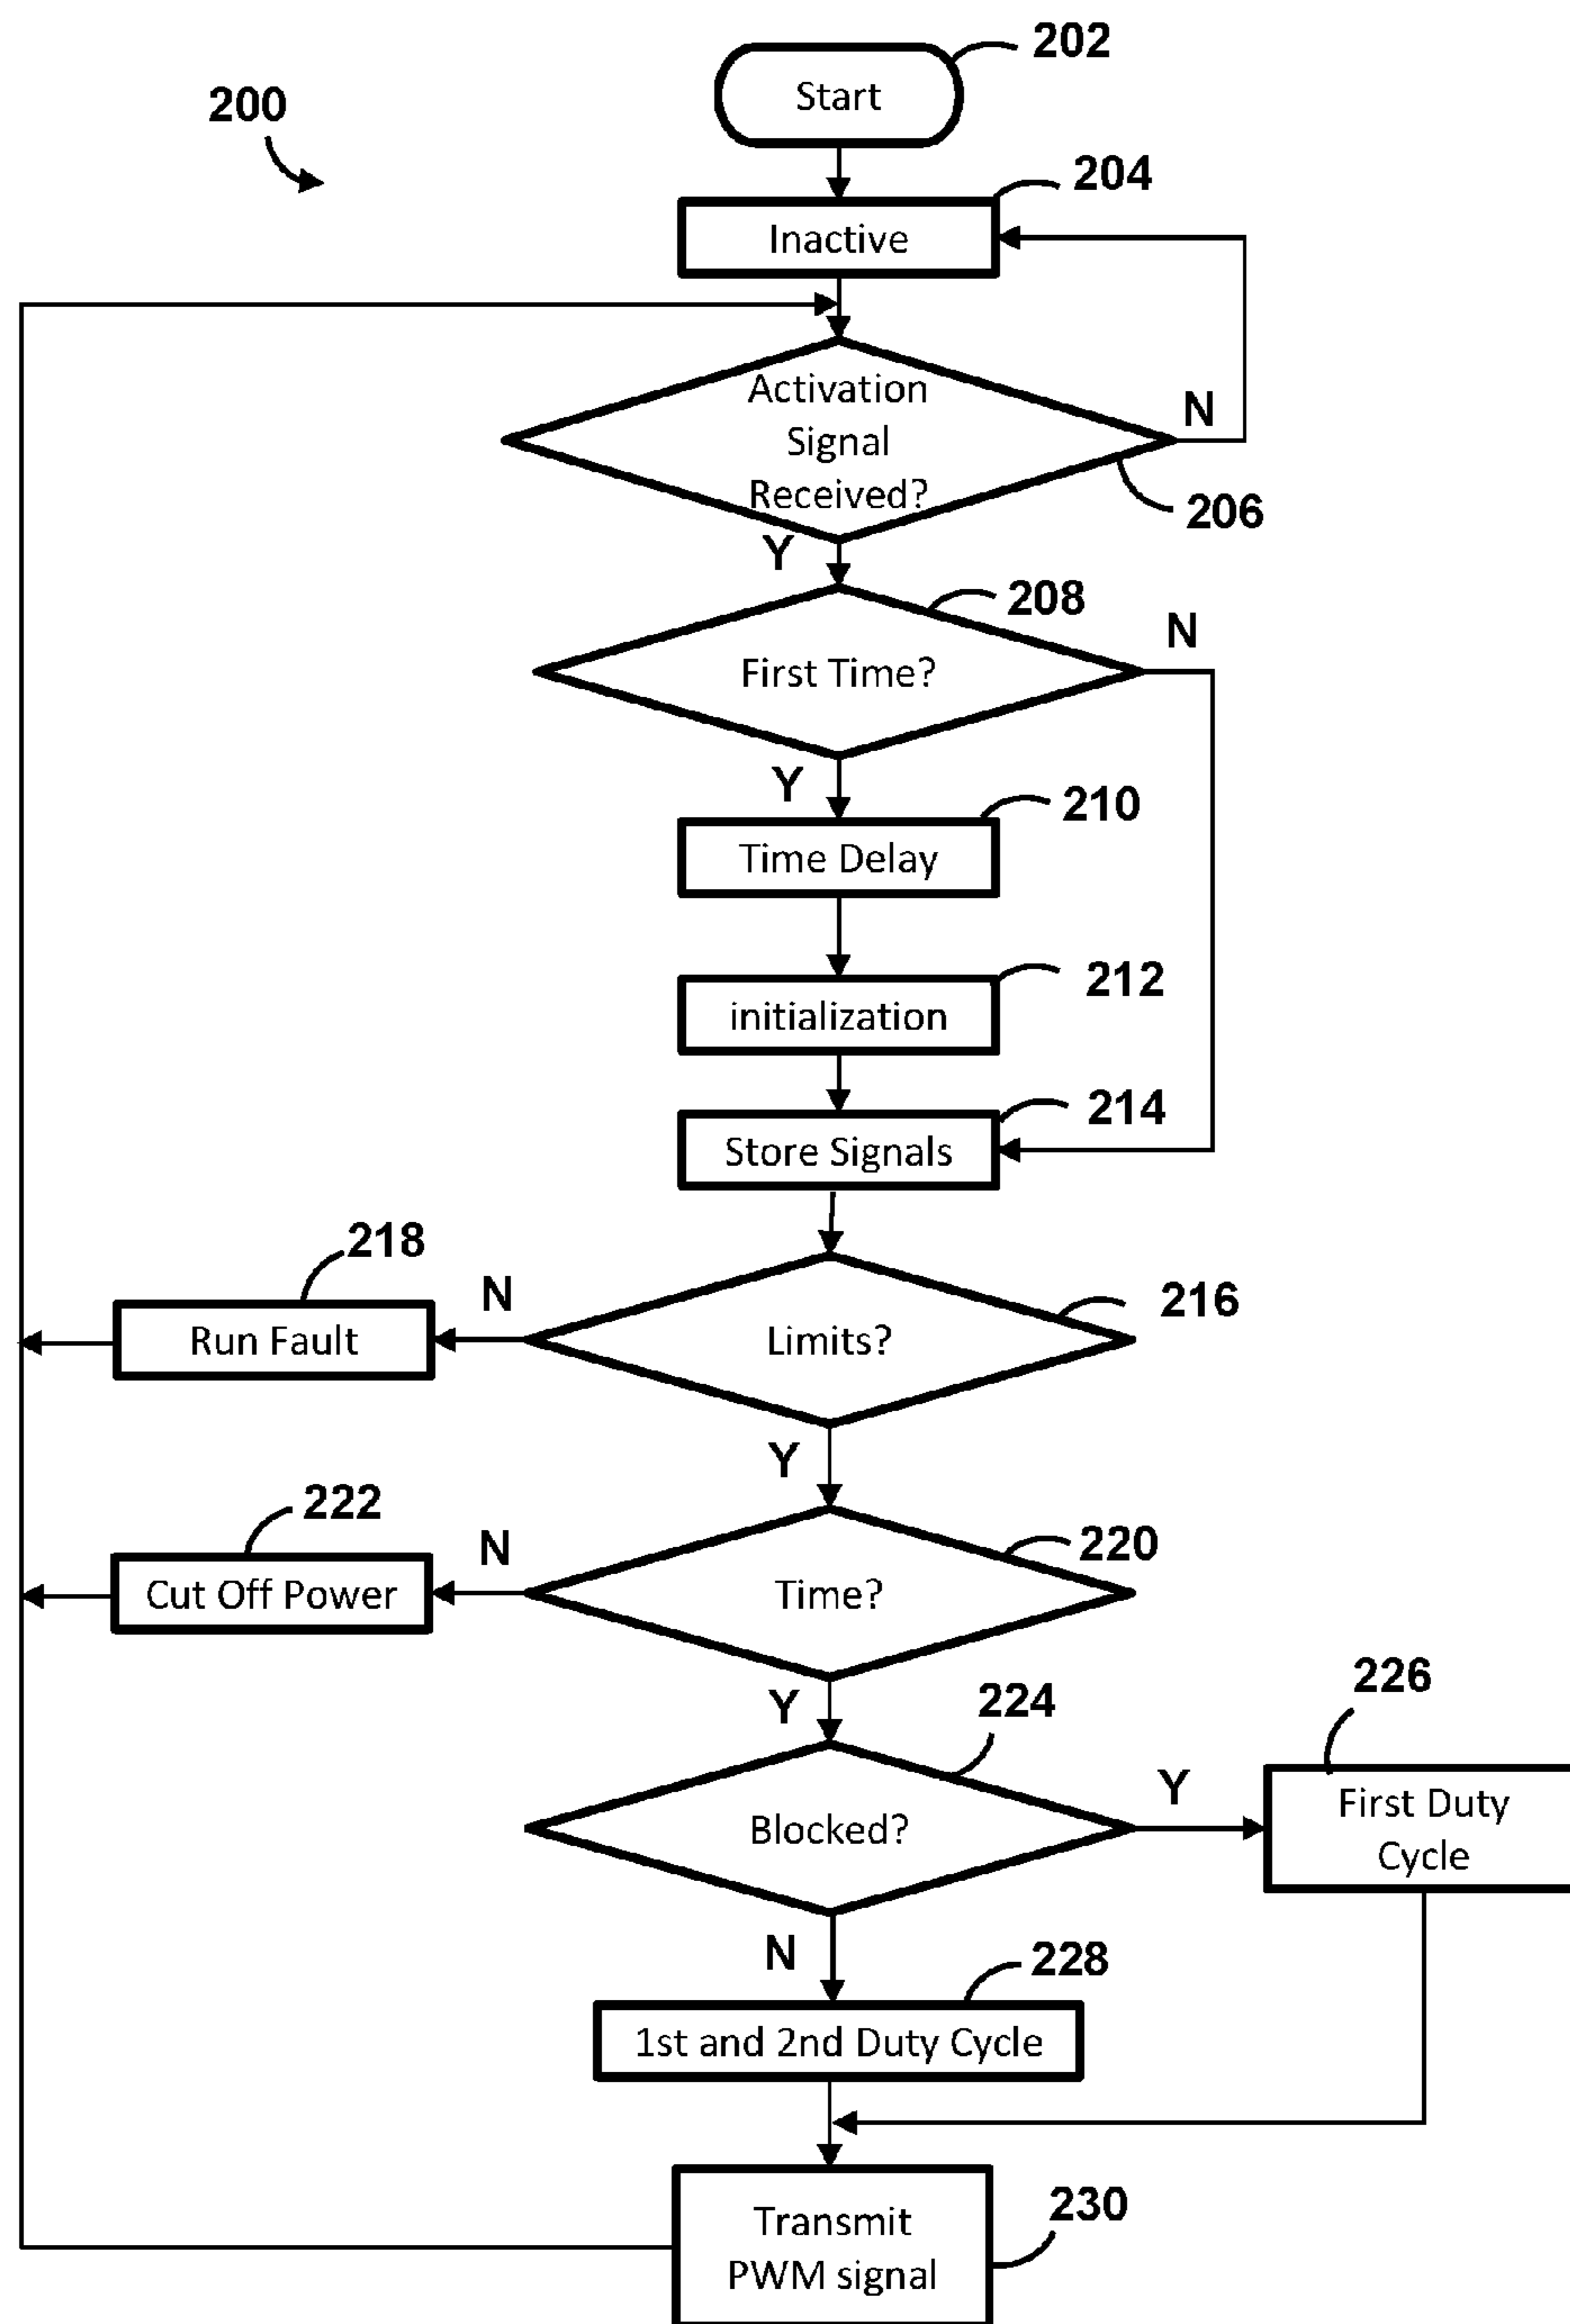 202
Start
200
204
Inactive
Activation
Signal
Received?
N
206
Y
208
N
First Time?
Y
210
Time Delay
212
initialization
214
Store Signals
218
N
216
Run Fault
Limits?
Y
222
N
220
Cut Off Power
Time?
Y
224
226
Y
First Duty
Cycle
Blocked?
N
228
1st and 2nd Duty Cycle
230
Transmit
PWM signal